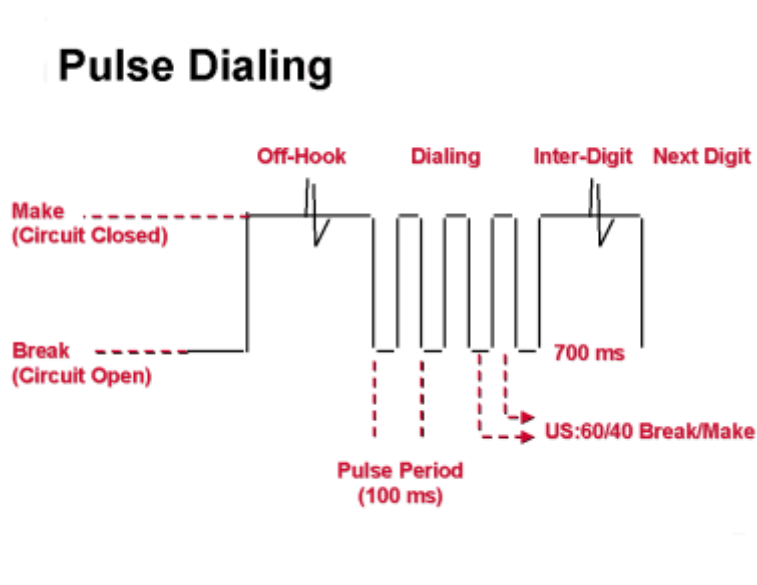 Pulse Dialing
Off-Hook Dialing Inter-Digit Next Digit
Make
(Circuit Closed)
Break
(Circuit Open)
700 ms
US:60/40 Break/Make
Pulse Period
(100 ms)